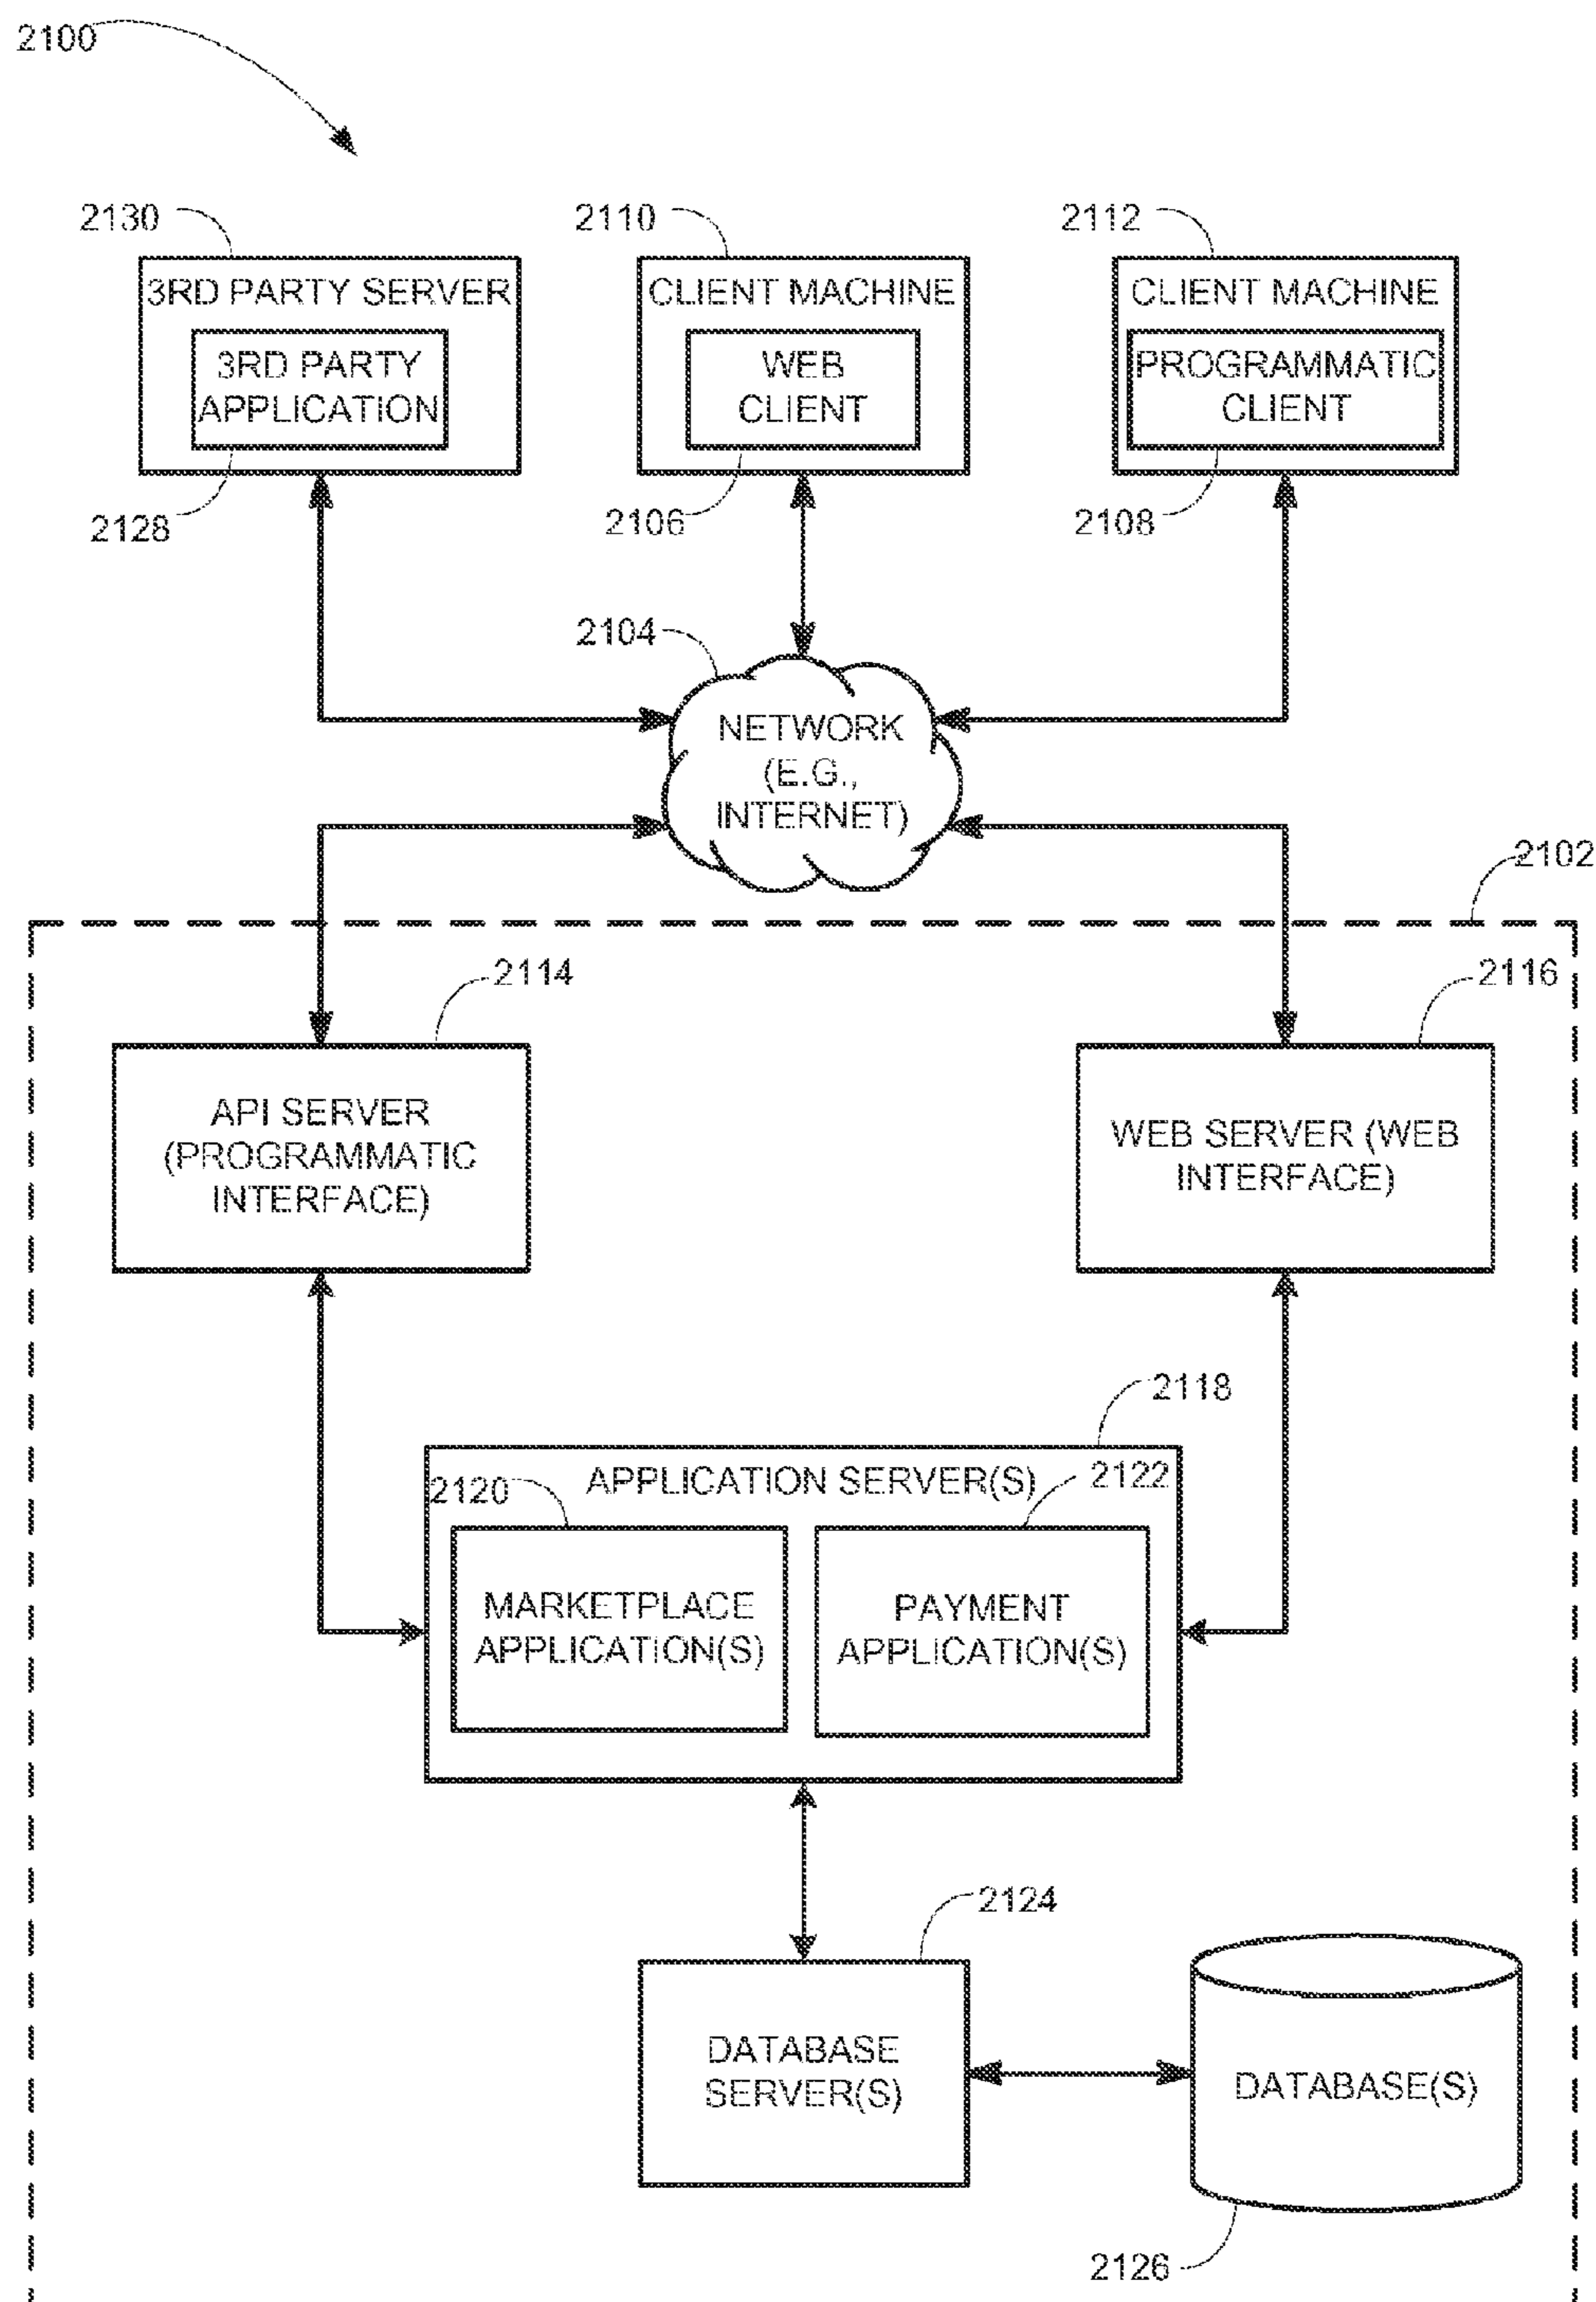 2100
2130
2110
2112
3RD PARTY SERVER
CLIENT MACHINE
CLIENT MACHINE
3RD PARTY
APPLICATION
WEB
CLIENT
PROGRAMMATIC
CLIENT
2128
2106
2108
2104
NETWORK
(E.G.,
INTERNET)
2102
2114
2116
API SERVER
(PROGRAMMATIC
INTERFACE)
WEB SERVER (WEB
INTERFACE)
2118
APPLICATION SERVER(S)
2120
2122
MARKETPLACE
APPLICATION(S)
PAYMENT
APPLICATION(S)
2124
DATABASE
SERVER(S)
DATABASE(S)
2126